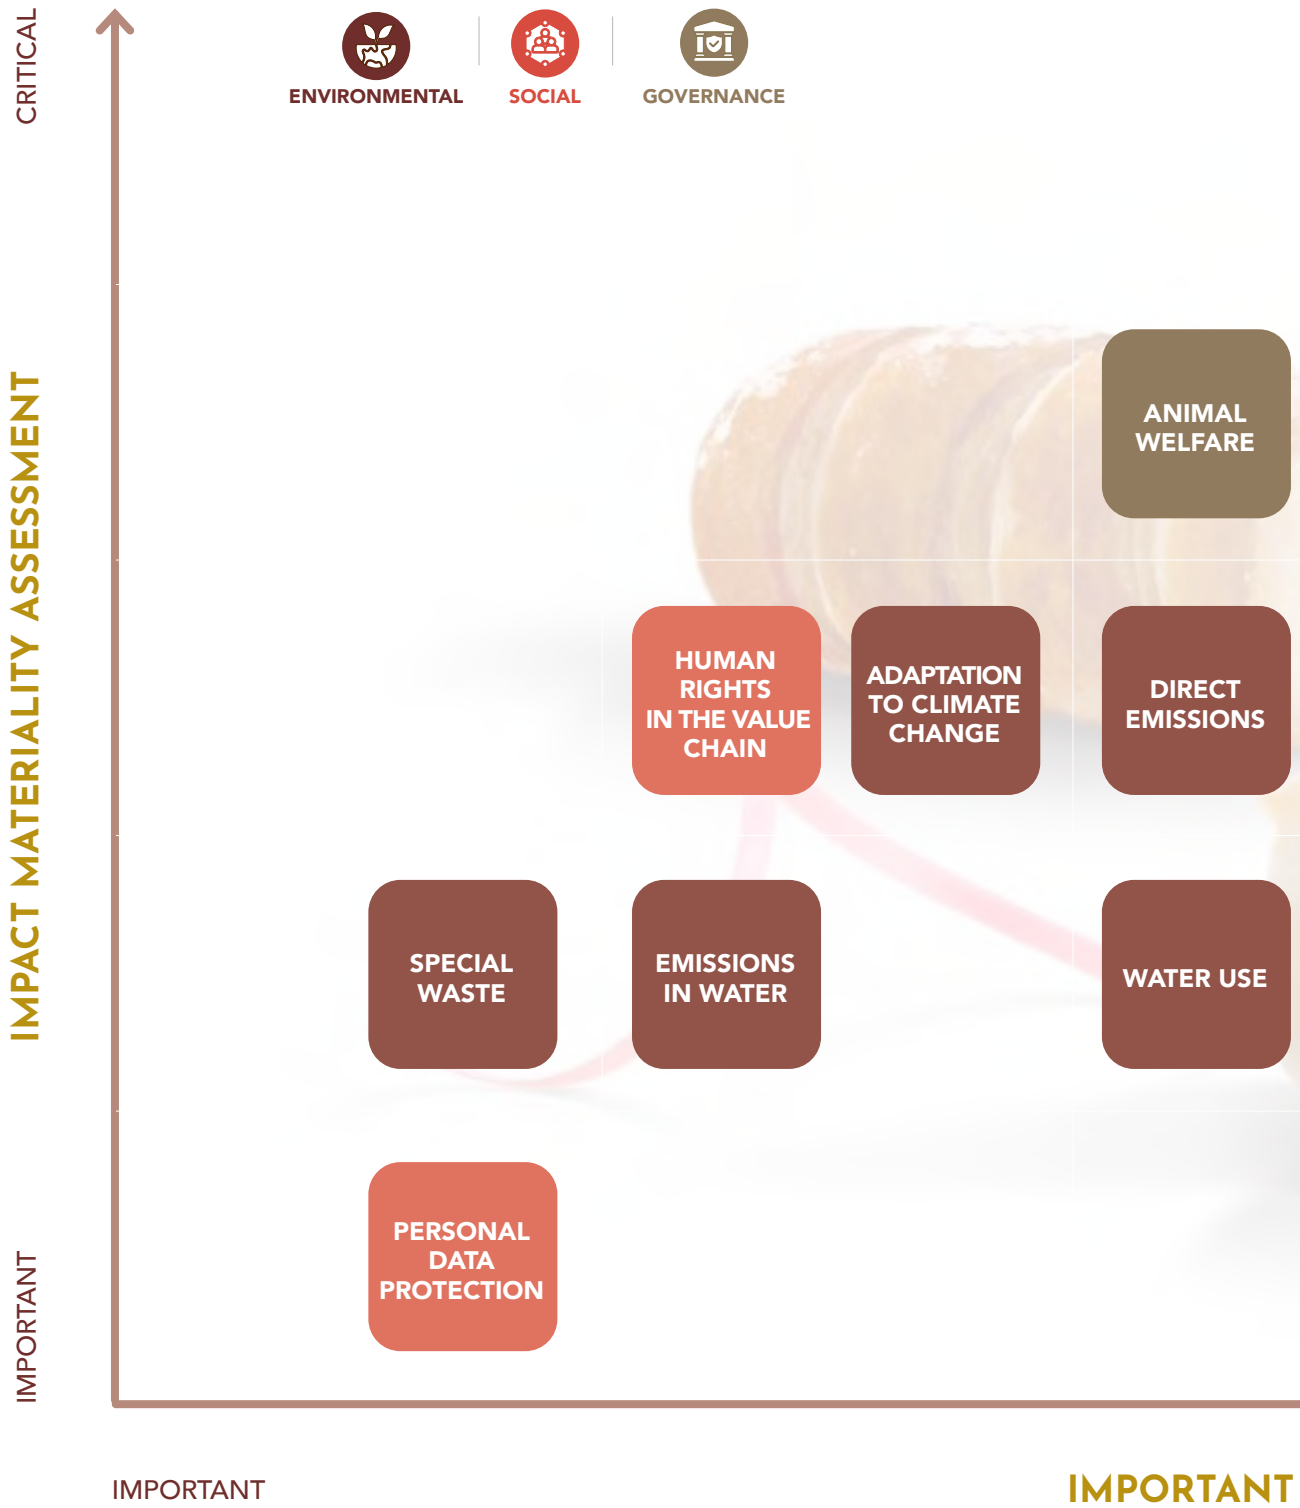 CRITICAL
ENVIRONMENTAL
SOCIAL
GOVERNANCE
IMPACT MATERIALITY ASSESSMENT
ANIMAL
WELFARE
HUMAN
RIGHTS
IN THE VALUE
CHAIN
ADAPTATION
TO CLIMATE
CHANGE
DIRECT
EMISSIONS
SPECIAL
WASTE
EMISSIONS
IN WATER
WATER USE
PERSONAL
DATA
PROTECTION
IMPORTANT
IMPORTANT
IMPORTANT